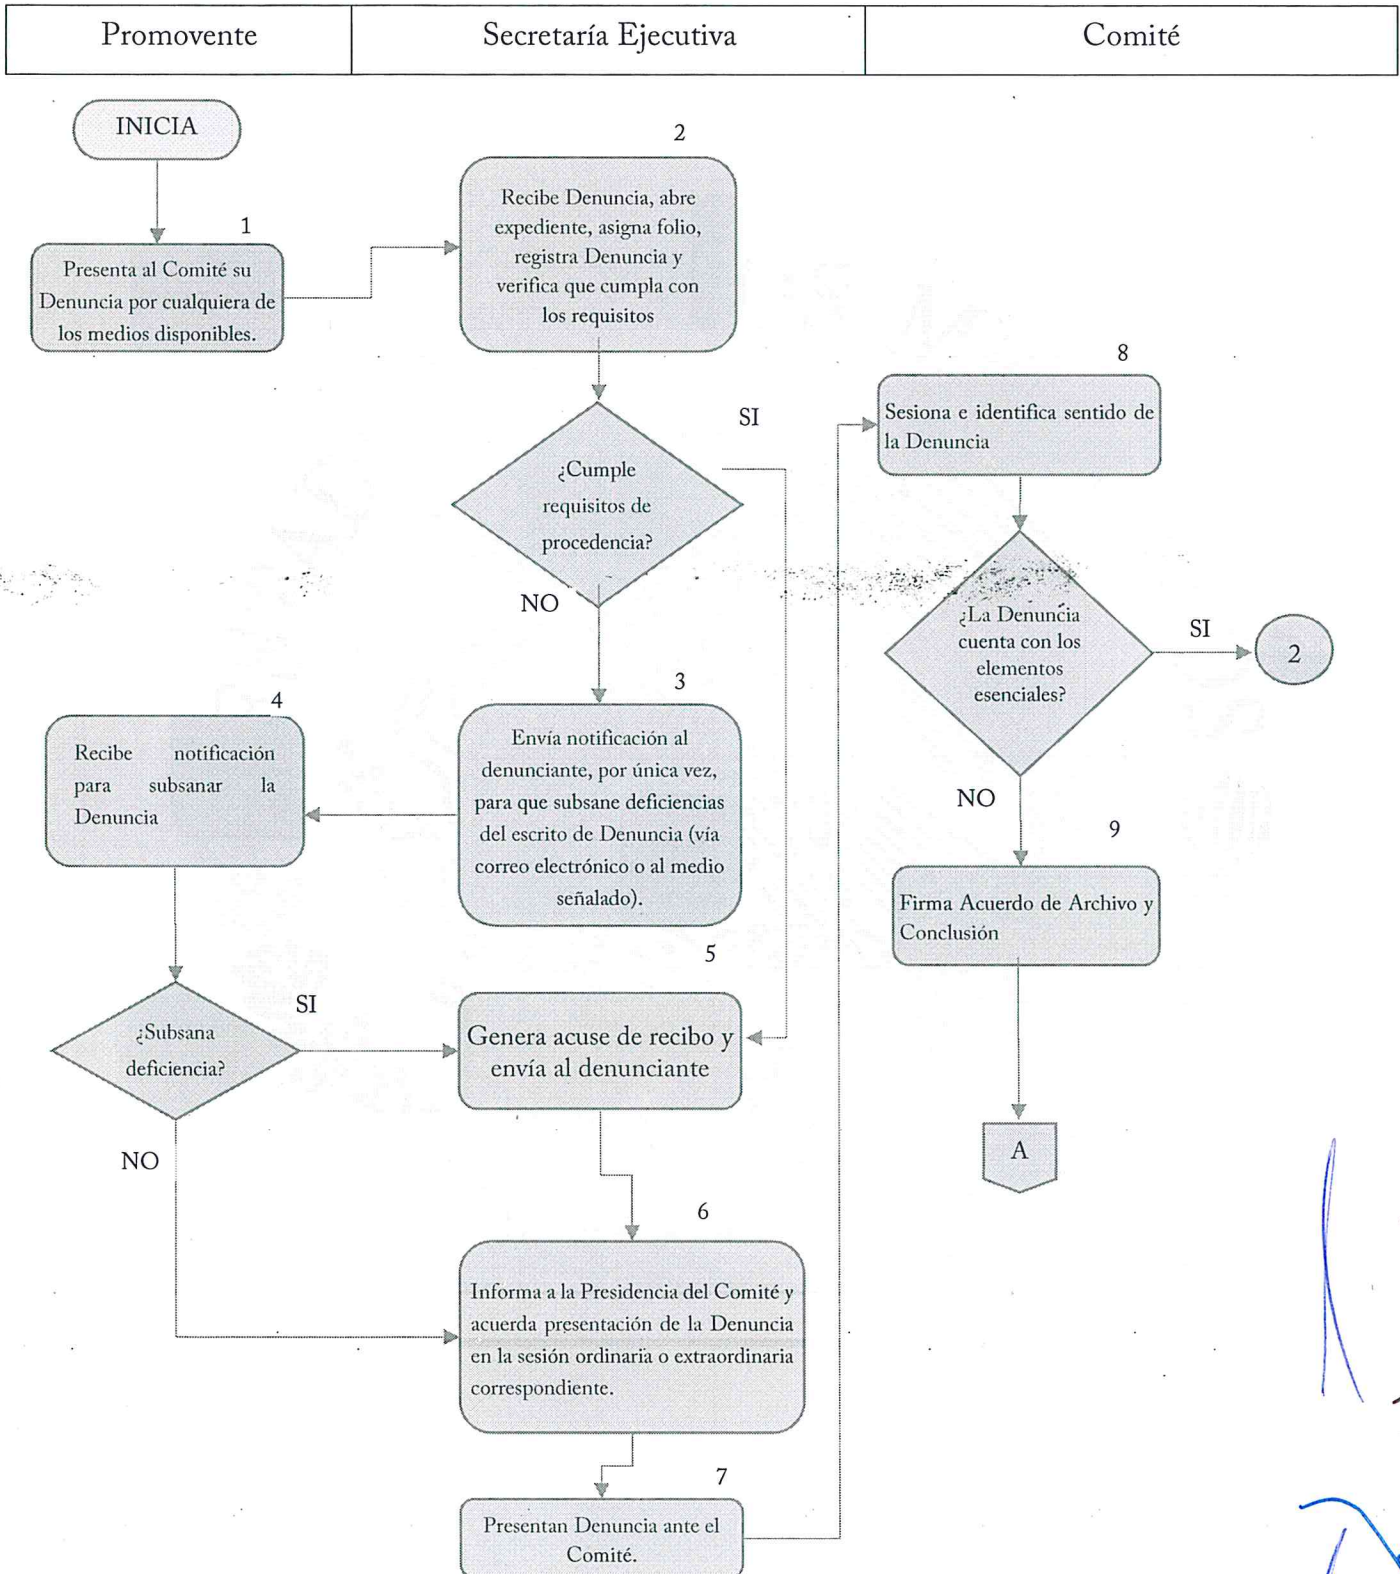 Promovente
Secretaría Ejecutiva
Comité
INICIA
1
Presenta al Comité su
Denuncia por cualquiera de
los medios disponibles.
2
Recibe Denuncia, abre
expediente, asigna folio,
registra Denuncia y
verifica que cumpla con
los requisitos
¿Cumple
requisitos de
procedencia?
SI
NO
3
Envía notificación al
denunciante, por única vez,
para que subsane deficiencias
del escrito de Denuncia (vía
correo electrónico o al medio
señalado).
4
Recibe notificación
para subsanar la
Denuncia
¿Subsana
deficiencia?
SI
NO
5
Genera acuse de recibo y
envía al denunciante
6
Informa a la Presidencia del Comité y
acuerda presentación de la Denuncia
en la sesión ordinaria o extraordinaria
correspondiente.
7
Presentan Denuncia ante el
Comité.
8
Sesiona e identifica sentido de
la Denuncia
¿La Denuncia
cuenta con los
elementos
esenciales?
SI
2
NO
9
Firma Acuerdo de Archivo y
Conclusión
A